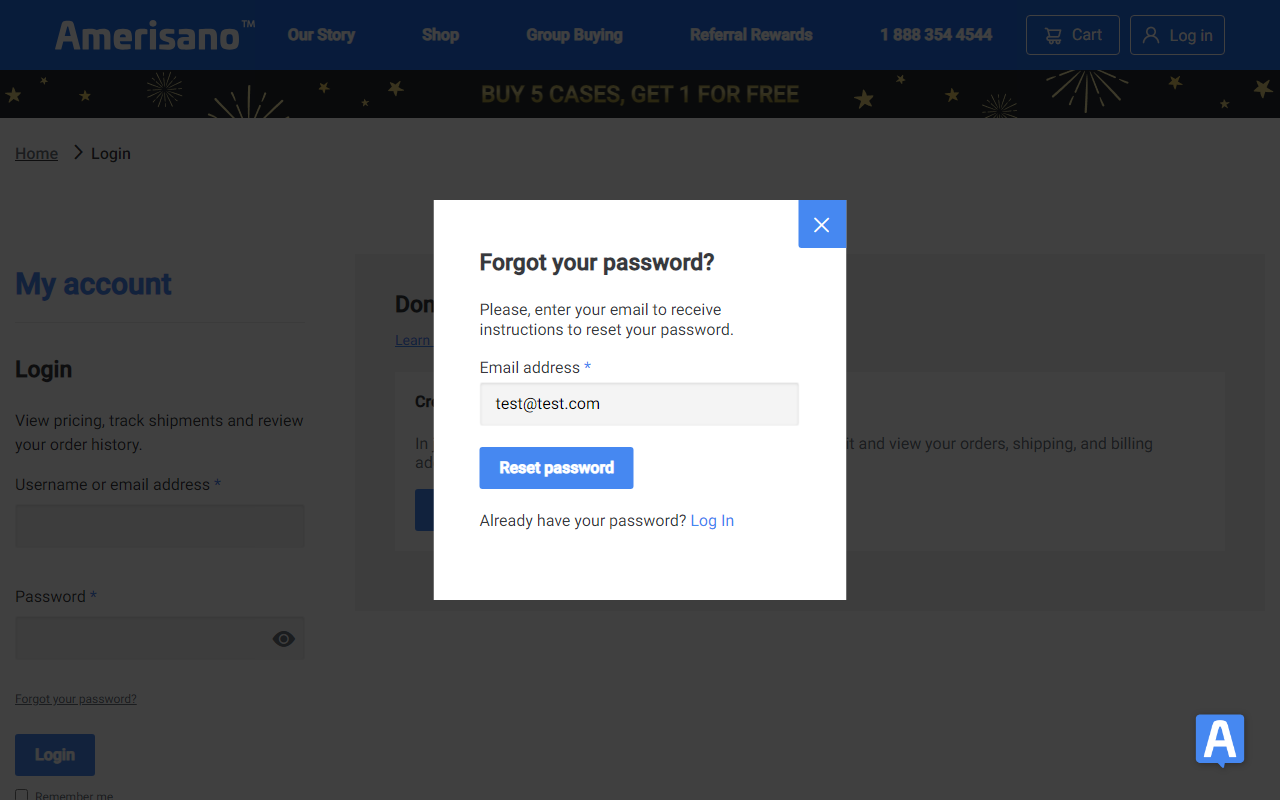 Amerisano™
Our Story
Shop
Group Buying
Referral Rewards
1 888 354 4544
Cart
Log in
BUY 5 CASES, GET 1 FOR FREE
Home
Login
My account
Login
View pricing, track shipments and review
your order history.
Username or email address *
Password *
Forgot your password?
Login
Remember me
Learn
In
it and view your orders, shipping, and billing
Forgot your password?
Please, enter your email to receive
instructions to reset your password.
Email address *
test@test.com
Reset password
Already have your password? Log In
A